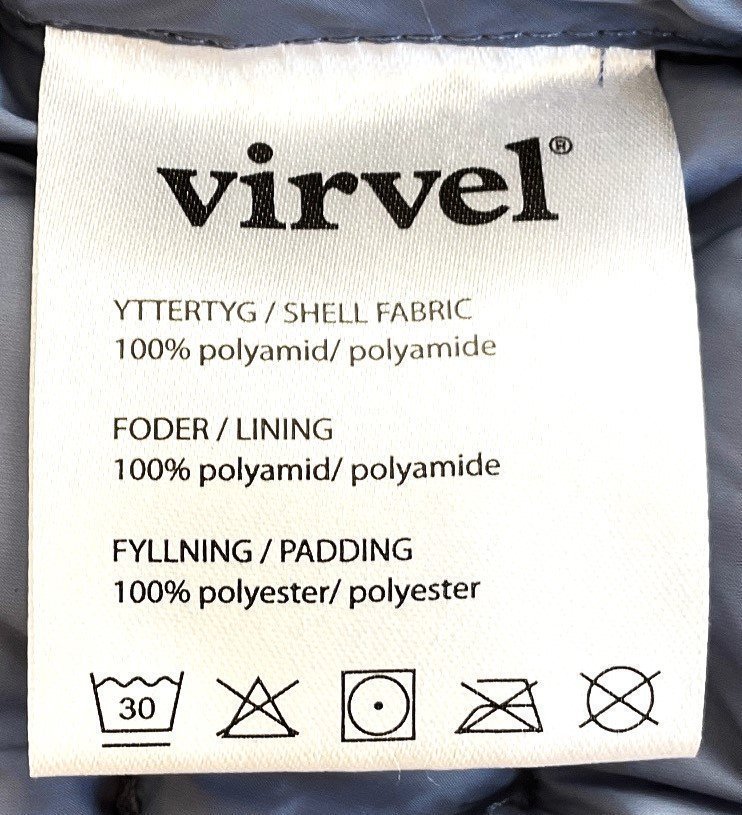 virvel®
YTTERTYG / SHELL FABRIC
100% polyamid/ polyamide
FODER / LINING
100% polyamid/ polyamide
FYLLNING / PADDING
100% polyester/ polyester
30